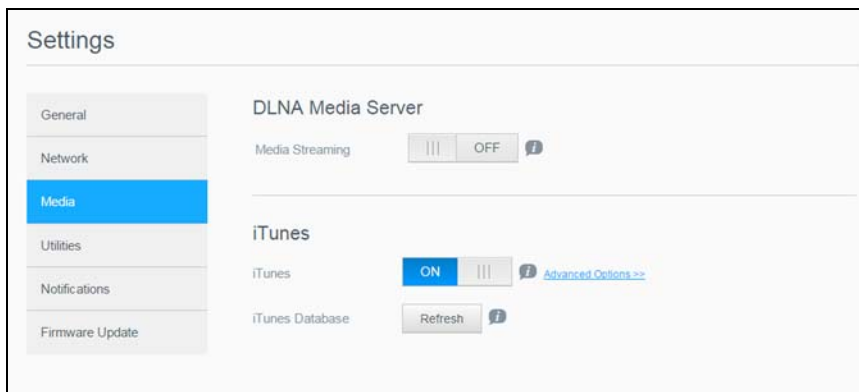 Settings
General
Network
Media
Utilities
Notifications
Firmware Update
DLNA Media Server
Media Streaming OFF
iTunes
iTunes ON Advanced Options >>
iTunes Database Refresh